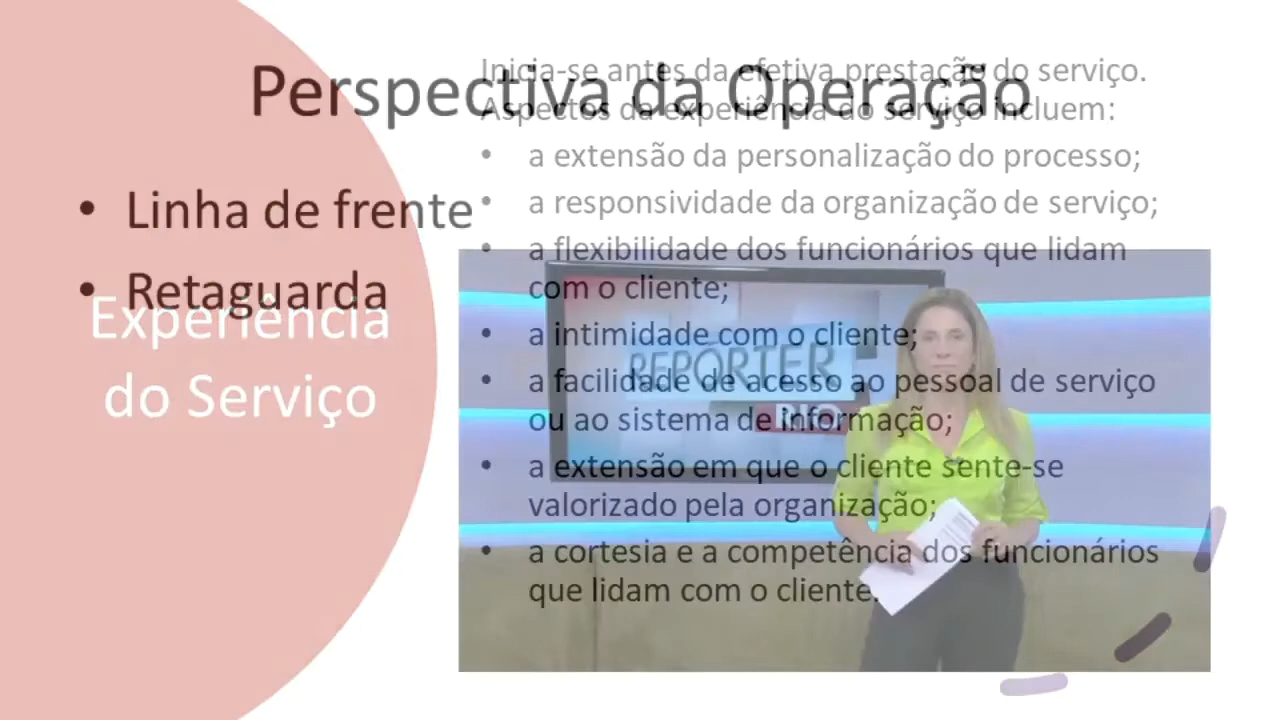 Perspectiva da Operação
• Linha de frente
• Retaguarda
Experiência
do Serviço
Inicia-se antes da efetiva prestação do serviço.
Aspectos da experiência do serviço incluem:
• a extensão da personalização do processo;
• a responsividade da organização de serviço;
• a flexibilidade dos funcionários que lidam
com o cliente;
• a intimidade com o cliente;
• a facilidade de acesso ao pessoal de serviço
ou ao sistema de informação;
• a extensão em que o cliente sente-se
valorizado pela organização;
• a cortesia e a competência dos funcionários
que lidam com o cliente.
REPÓRTER
RIO